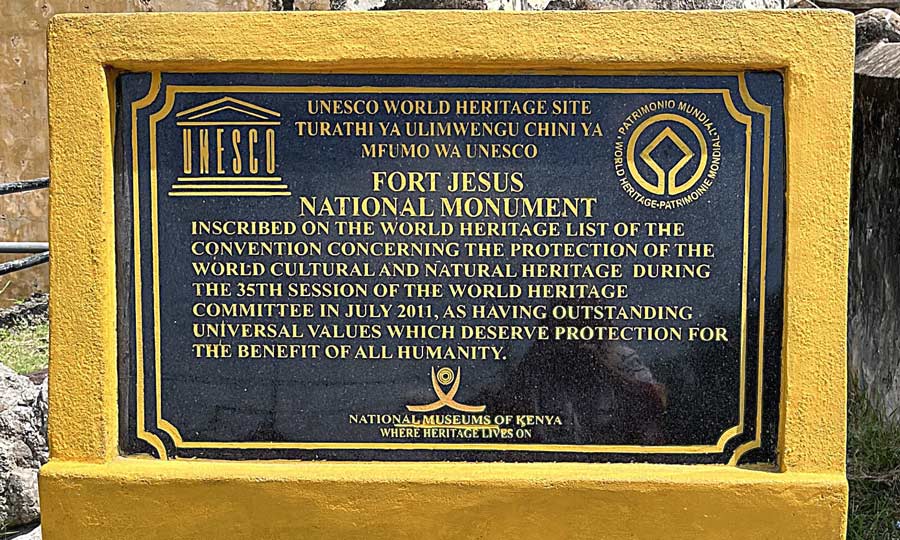 UNESCO WORLD HERITAGE SITE
TURATHI YA ULIMWENGU CHINI YA
MFUMO WA UNESCO
UNESCO
PATRIMONIO MUNDIAL • WORLD HERITAGE • PATRIMOINE MONDIAL •
FORT JESUS
NATIONAL MONUMENT
INSCRIBED ON THE WORLD HERITAGE LIST OF THE
CONVENTION CONCERNING THE PROTECTION OF THE
WORLD CULTURAL AND NATURAL HERITAGE DURING
THE 35TH SESSION OF THE WORLD HERITAGE
COMMITTEE IN JULY 2011, AS HAVING OUTSTANDING
UNIVERSAL VALUES WHICH DESERVE PROTECTION FOR
THE BENEFIT OF ALL HUMANITY.
NATIONAL MUSEUMS OF KENYA
WHERE HERITAGE LIVES ON